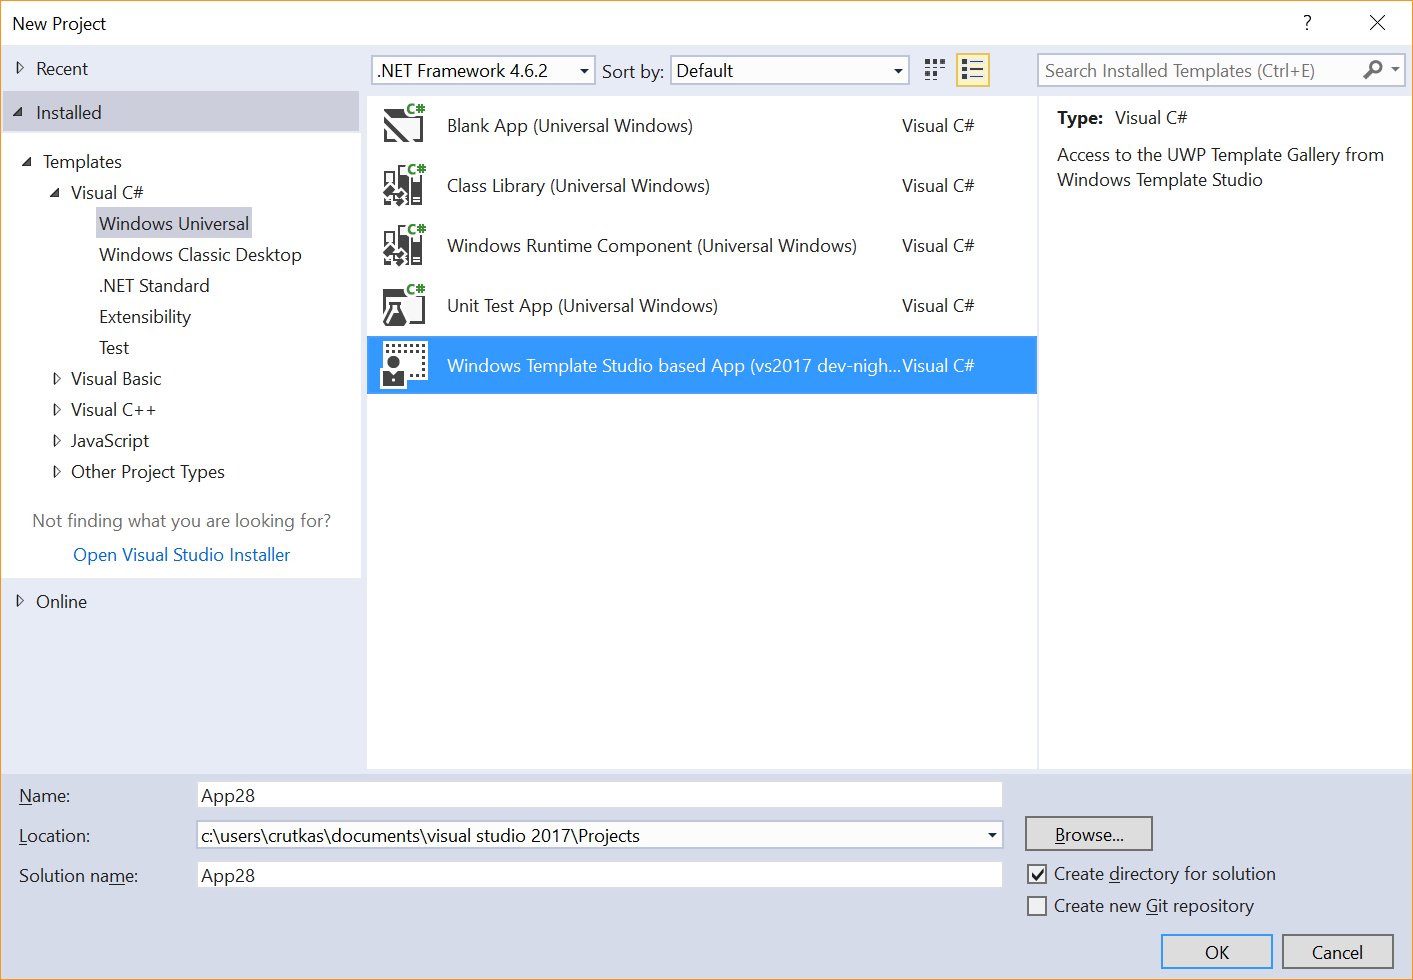 New Project
?
Recent
.NET Framework 4.6.2
Sort by:
Default
Search Installed Templates (Ctrl+E)
Installed
Templates
Visual C#
Windows Universal
Windows Classic Desktop
.NET Standard
Extensibility
Test
Visual Basic
Visual C++
JavaScript
Other Project Types
Not finding what you are looking for?
Open Visual Studio Installer
Online
C#
Blank App (Universal Windows)
Visual C#
C#
Class Library (Universal Windows)
Visual C#
C#
Windows Runtime Component (Universal Windows)
Visual C#
C#
Unit Test App (Universal Windows)
Visual C#
Windows Template Studio based App (vs2017 dev-nigh...
Visual C#
Type: Visual C#
Access to the UWP Template Gallery from
Windows Template Studio
Name:
App28
Location:
c:\users\crutkas\documents\visual studio 2017\Projects
Browse...
Solution name:
App28
Create directory for solution
Create new Git repository
OK
Cancel